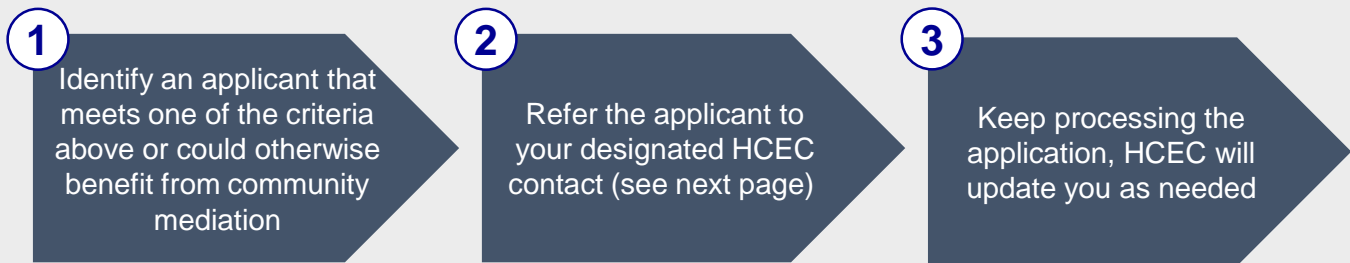 1
Identify an applicant that
meets one of the criteria
above or could otherwise
benefit from community
mediation
2
Refer the applicant to
your designated HCEC
contact (see next page)
3
Keep processing the
application, HCEC will
update you as needed